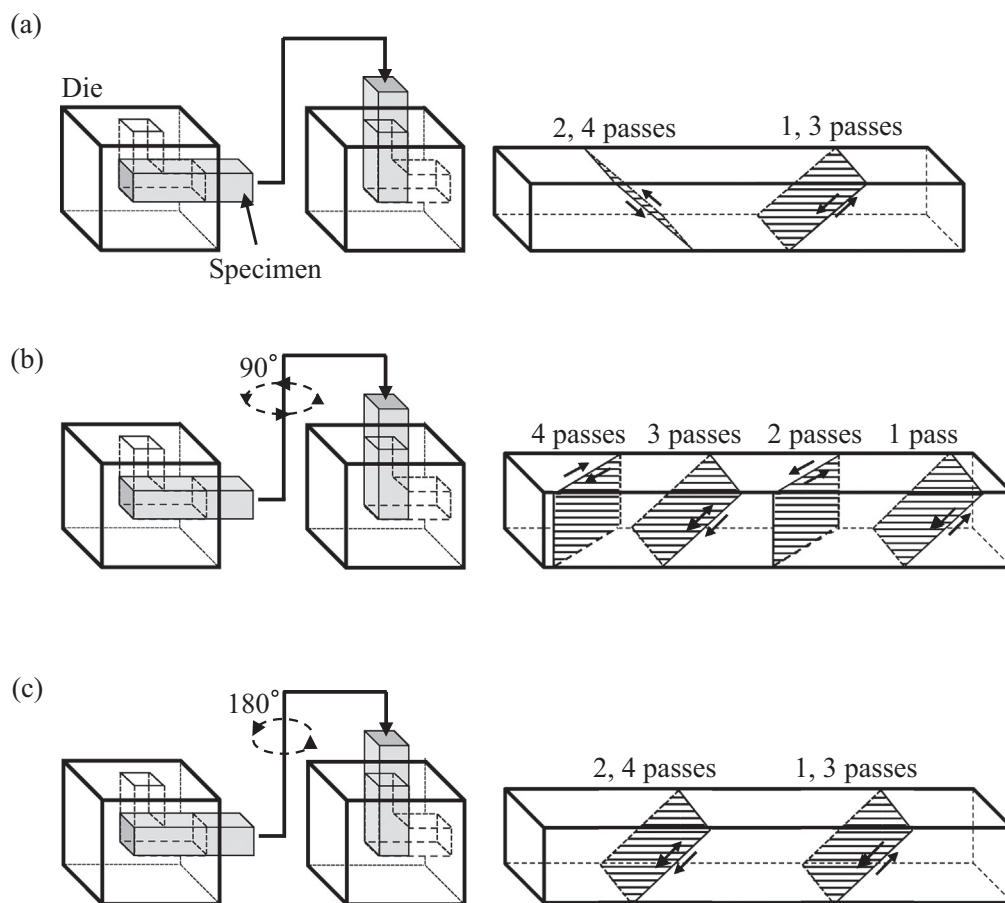 (a)
Die
Specimen
2, 4 passes
1, 3 passes
(b)
90°
4 passes
3 passes
2 passes
1 pass
(c)
180°
2, 4 passes
1, 3 passes